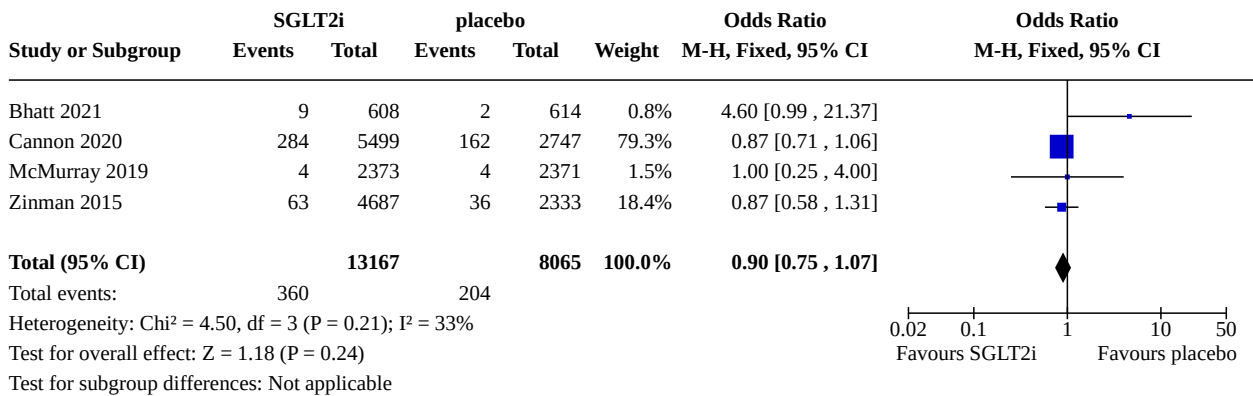 SGLT2i placebo Odds Ratio Odds Ratio
Study or Subgroup Events Total Events Total Weight M-H, Fixed, 95% CI M-H, Fixed, 95% CI
Bhatt 2021 9 608 2 614 0.8% 4.60 [0.99 , 21.37]
Cannon 2020 284 5499 162 2747 79.3% 0.87 [0.71 , 1.06]
McMurray 2019 4 2373 4 2371 1.5% 1.00 [0.25 , 4.00]
Zinman 2015 63 4687 36 2333 18.4% 0.87 [0.58 , 1.31]
Total (95% CI) 13167 8065 100.0% 0.90 [0.75 , 1.07]
Total events: 360 204
Heterogeneity: Chi² = 4.50, df = 3 (P = 0.21); I² = 33%
Test for overall effect: Z = 1.18 (P = 0.24)
Test for subgroup differences: Not applicable
0.02 0.1 1 10 50
Favours SGLT2i Favours placebo